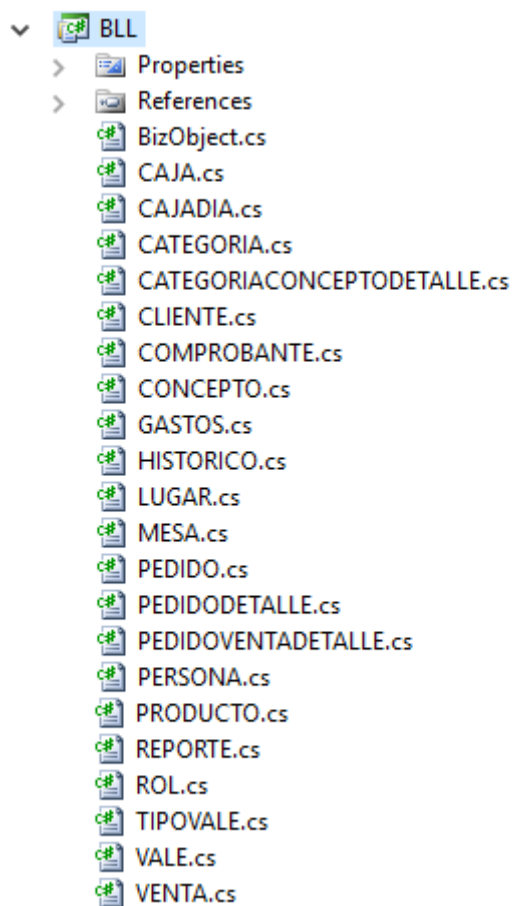 BLL
Properties
References
BizObject.cs
CAJA.cs
CAJADIA.cs
CATEGORIA.cs
CATEGORIACONCEPTODETALLE.cs
CLIENTE.cs
COMPROBANTE.cs
CONCEPTO.cs
GASTOS.cs
HISTORICO.cs
LUGAR.cs
MESA.cs
PEDIDO.cs
PEDIDODETALLE.cs
PEDIDOVENTADETALLE.cs
PERSONA.cs
PRODUCTO.cs
REPORTE.cs
ROL.cs
TIPOVALE.cs
VALE.cs
VENTA.cs